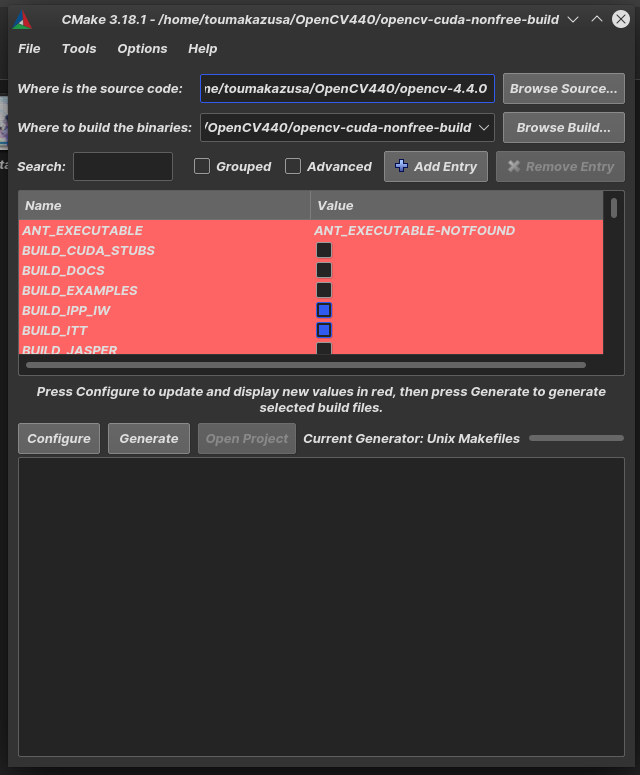 CMake 3.18.1 - /home/toumakazusa/OpenCV440/opencv-cuda-nonfree-build
File Tools Options Help
Where is the source code: ne/toumakazusa/OpenCV440/opencv-4.4.0 Browse Source...
Where to build the binaries: /OpenCV440/opencv-cuda-nonfree-build Browse Build...
Search: Grouped Advanced Add Entry Remove Entry
Name Value
ANT_EXECUTABLE ANT_EXECUTABLE-NOTFOUND
BUILD_CUDA_STUBS
BUILD_DOCS
BUILD_EXAMPLES
BUILD_IPP_IW
BUILD_ITT
BUILD_JASPER
Press Configure to update and display new values in red, then press Generate to generate
selected build files.
Configure Generate Open Project Current Generator: Unix Makefiles